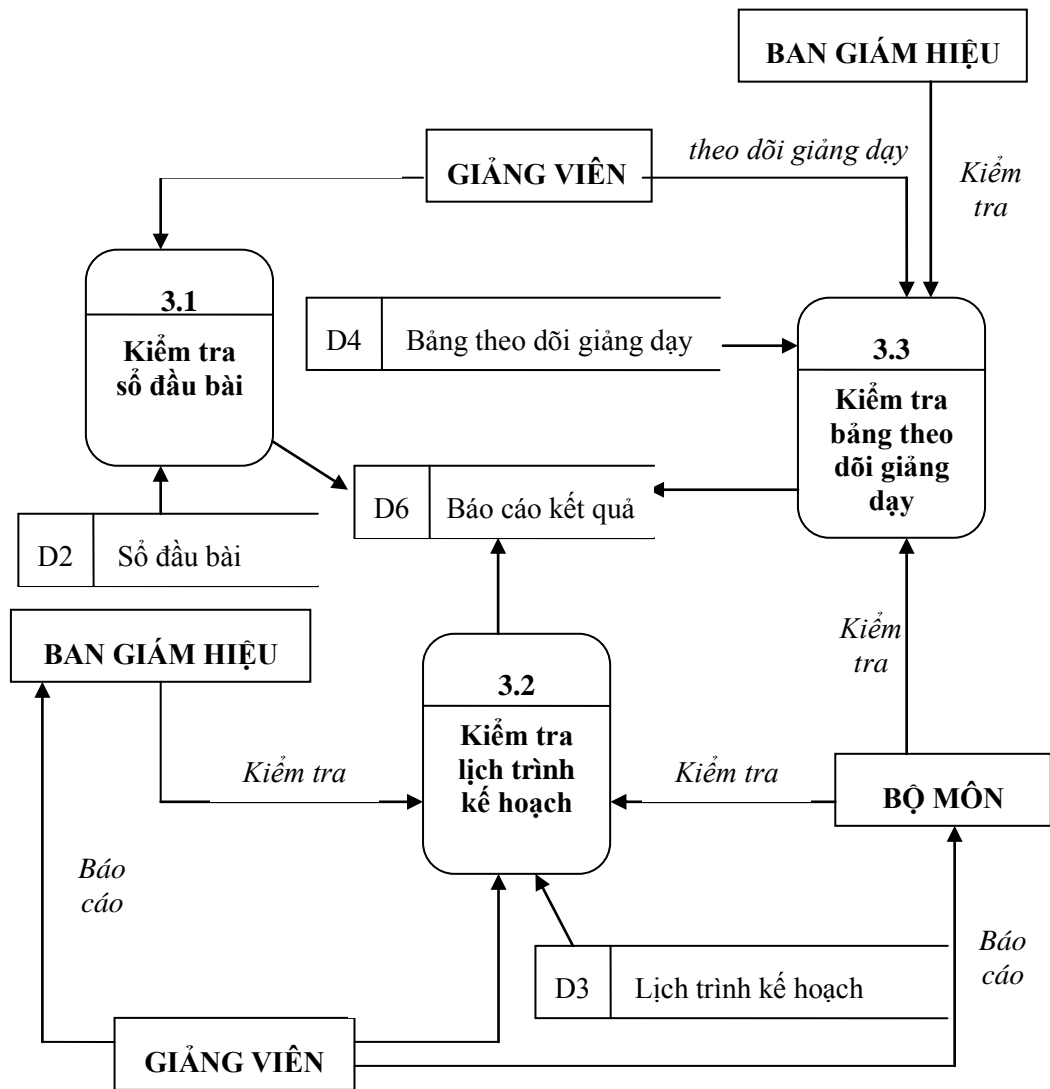 BAN GIÁM HIỆU
theo dõi giảng dạy
GIẢNG VIÊN
Kiểm
tra
3.1
Kiểm tra
sổ đầu bài
D4
Bảng theo dõi giảng dạy
3.3
Kiểm tra
bảng theo
dõi giảng
dạy
D6
Báo cáo kết quả
D2
Sổ đầu bài
BAN GIÁM HIỆU
Kiểm
tra
3.2
Kiểm tra
lịch trình
kế hoạch
Kiểm tra
Kiểm tra
BỘ MÔN
Báo
cáo
Báo
cáo
D3
Lịch trình kế hoạch
GIẢNG VIÊN